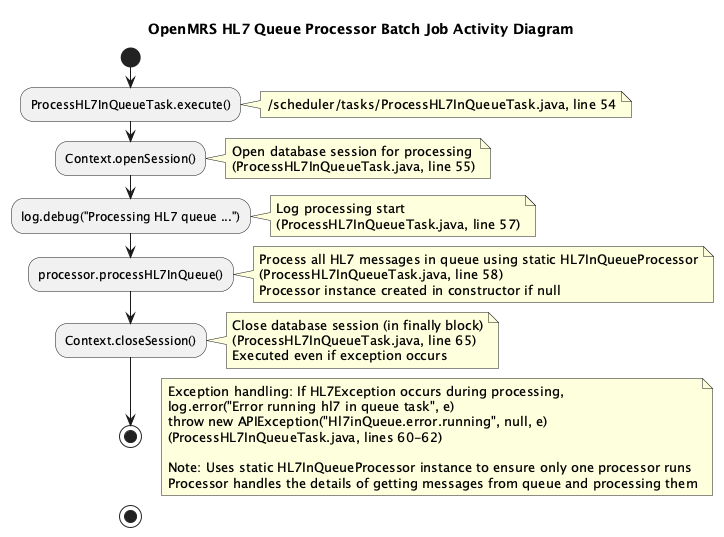 OpenMRS HL7 Queue Processor Batch Job Activity Diagram
ProcessHL7InQueueTask.execute()
/scheduler/tasks/ProcessHL7InQueueTask.java, line 54
Context.openSession()
Open database session for processing
(ProcessHL7InQueueTask.java, line 55)
log.debug("Processing HL7 queue ...")
Log processing start
(ProcessHL7InQueueTask.java, line 57)
processor.processHL7InQueue()
Process all HL7 messages in queue using static HL7InQueueProcessor
(ProcessHL7InQueueTask.java, line 58)
Processor instance created in constructor if null
Context.closeSession()
Close database session (in finally block)
(ProcessHL7InQueueTask.java, line 65)
Executed even if exception occurs
Exception handling: If HL7Exception occurs during processing,
log.error("Error running hl7 in queue task", e)
throw new APIException("Hl7inQueue.error.running", null, e)
(ProcessHL7InQueueTask.java, lines 60-62)
Note: Uses static HL7InQueueProcessor instance to ensure only one processor runs
Processor handles the details of getting messages from queue and processing them